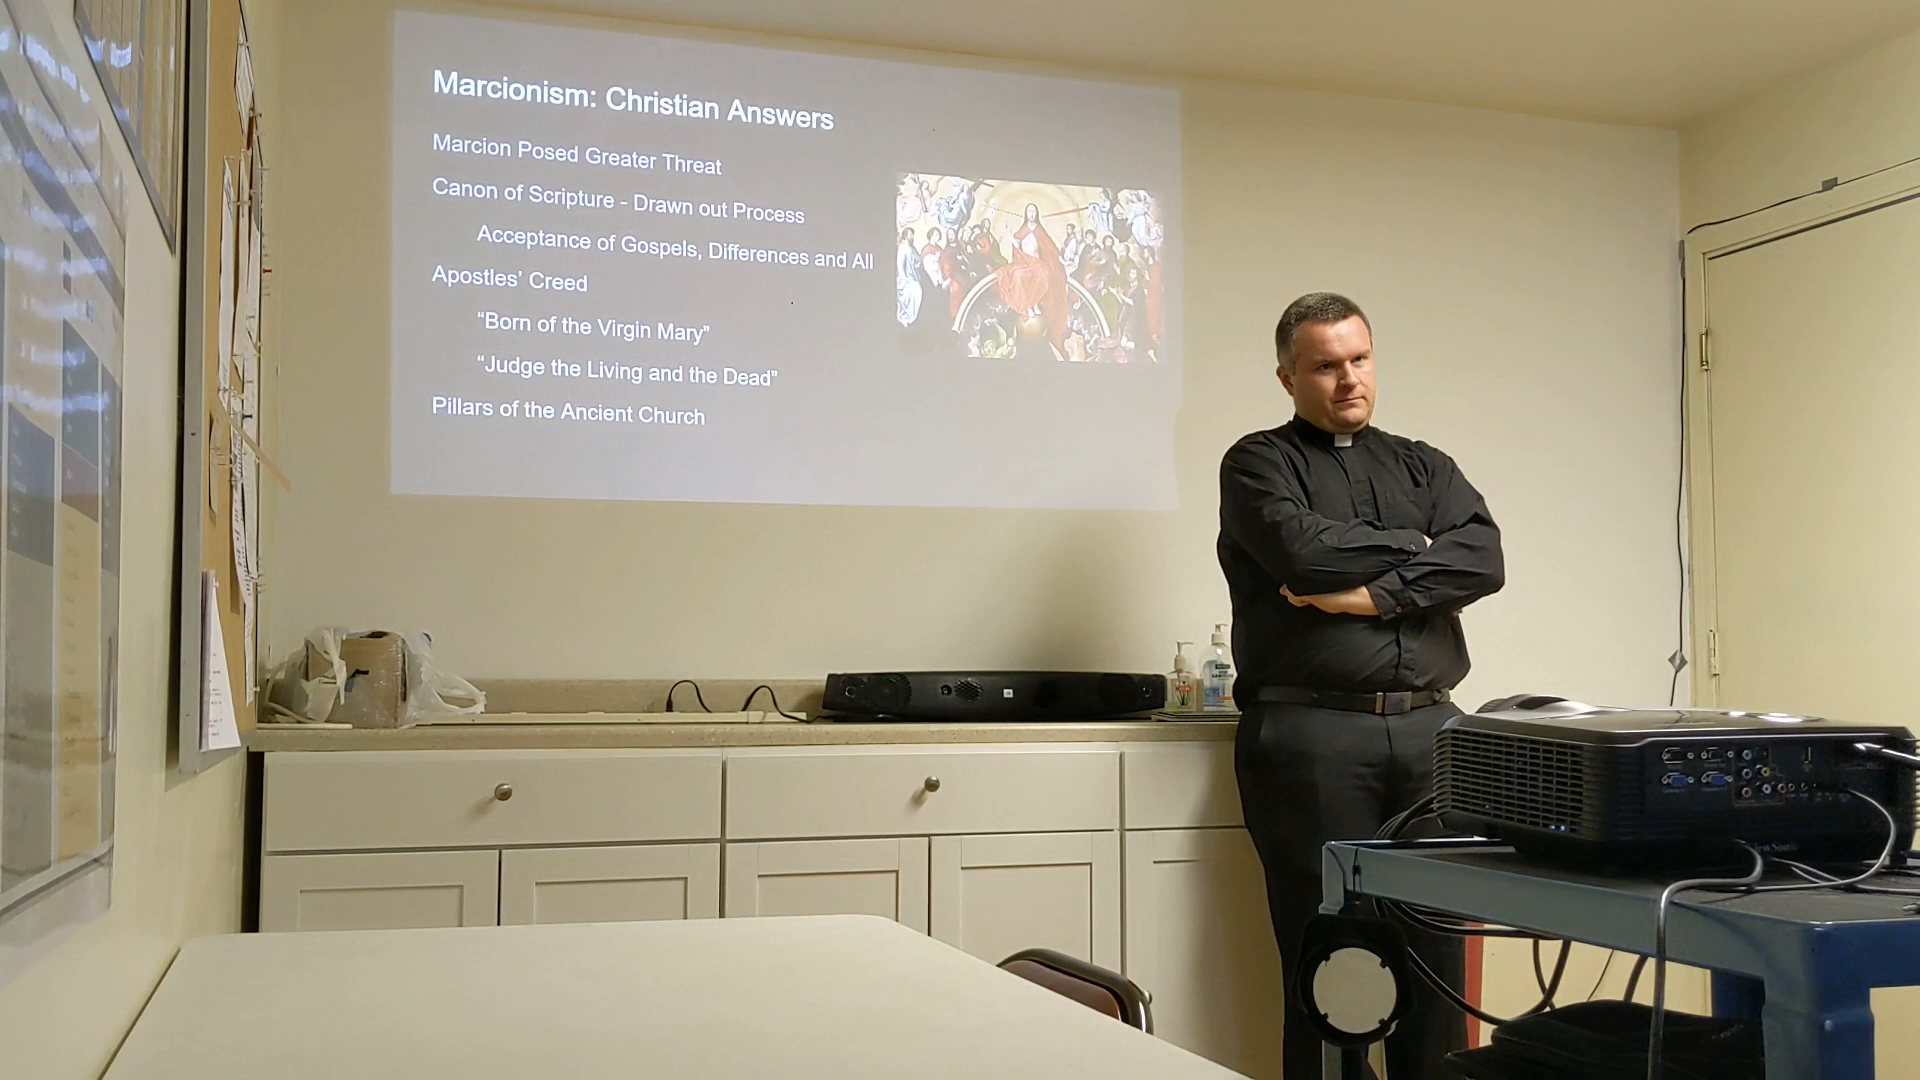 Marcionism: Christian Answers
Marcion Posed Greater Threat
Canon of Scripture - Drawn out Process
Acceptance of Gospels, Differences and All
Apostles' Creed
“Born of the Virgin Mary”
“Judge the Living and the Dead”
Pillars of the Ancient Church
ViewSonic